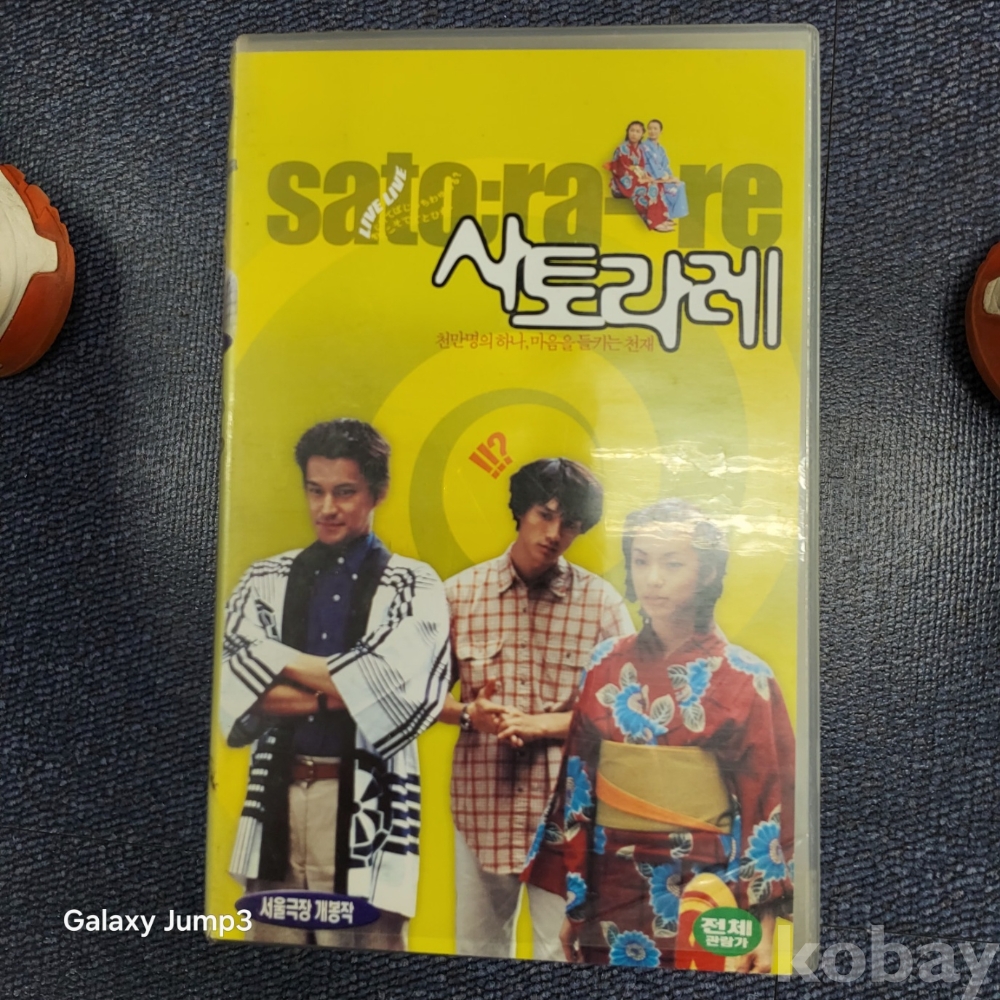 sato:ra-re
LIVE LIVE
사토라레
천만명의 하나, 마음을 들키는 천재
!!?
서울극장 개봉작
전체
관람가
Galaxy Jump3
kobay